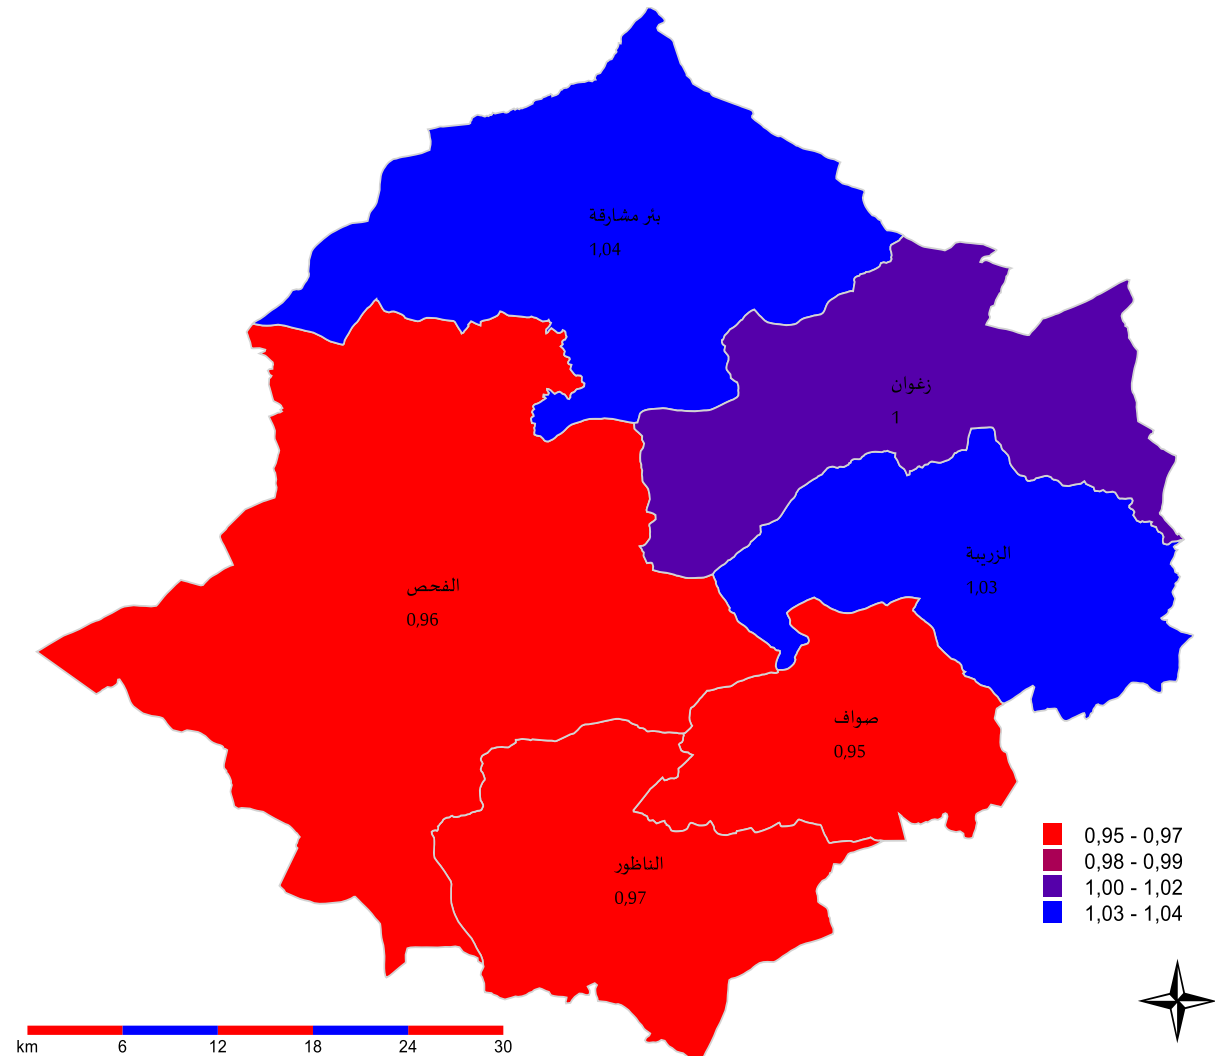 بئر مشارقة
1,04
زغوان
1
الزريبة
1,03
الفحص
0,96
صواف
0,95
الناظور
0,97
0,95 - 0,97
0,98 - 0,99
1,00 - 1,02
1,03 - 1,04
km 6 12 18 24 30